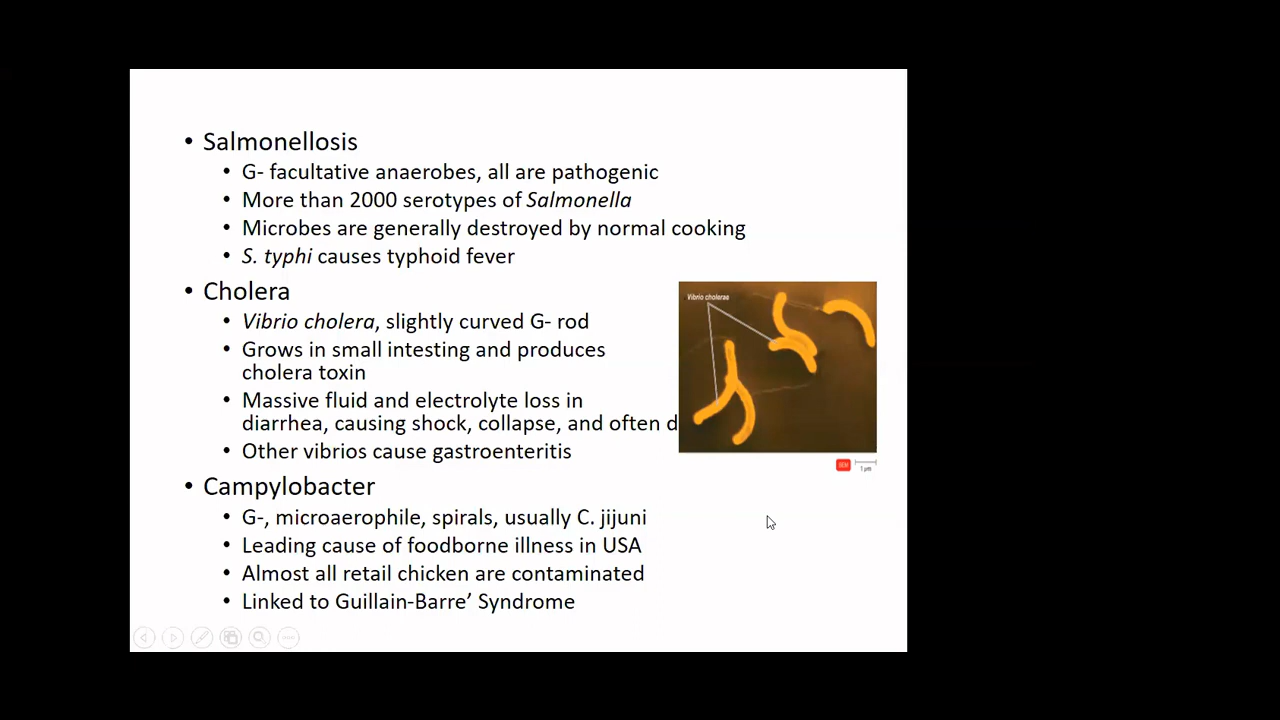 • Salmonellosis
• G- facultative anaerobes, all are pathogenic
• More than 2000 serotypes of Salmonella
• Microbes are generally destroyed by normal cooking
• S. typhi causes typhoid fever
• Cholera
• Vibrio cholera, slightly curved G- rod
• Grows in small intesting and produces
cholera toxin
• Massive fluid and electrolyte loss in
diarrhea, causing shock, collapse, and often d
• Other vibrios cause gastroenteritis
Vibrio cholerae
SEM
1 µm
• Campylobacter
• G-, microaerophile, spirals, usually C. jijuni
• Leading cause of foodborne illness in USA
• Almost all retail chicken are contaminated
• Linked to Guillain-Barre’ Syndrome